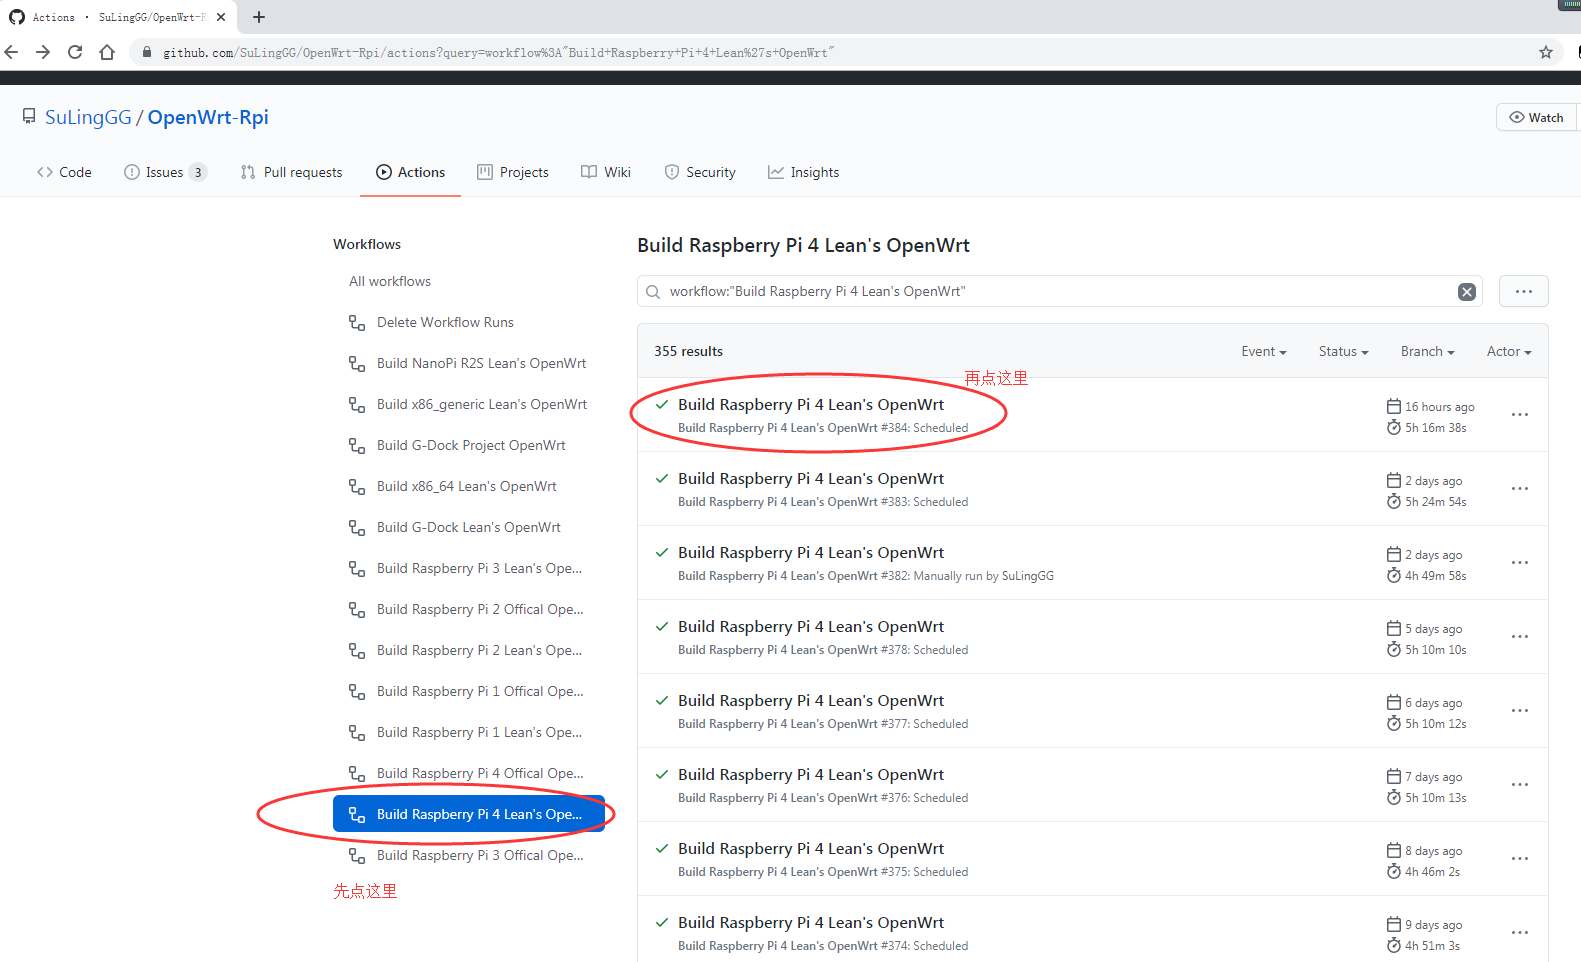 Actions · SuLingGG/OpenWrt-R
github.com/SuLingGG/OpenWrt-Rpi/actions?query=workflow%3A"Build+Raspberry+Pi+4+Lean%27s+OpenWrt"
SuLingGG / OpenWrt-Rpi
Watch
Code
Issues 3
Pull requests
Actions
Projects
Wiki
Security
Insights
Workflows
All workflows
Delete Workflow Runs
Build NanoPi R2S Lean's OpenWrt
Build x86_generic Lean's OpenWrt
Build G-Dock Project OpenWrt
Build x86_64 Lean's OpenWrt
Build G-Dock Lean's OpenWrt
Build Raspberry Pi 3 Lean's Ope...
Build Raspberry Pi 2 Offical Ope...
Build Raspberry Pi 2 Lean's Ope...
Build Raspberry Pi 1 Offical Ope...
Build Raspberry Pi 1 Lean's Ope...
Build Raspberry Pi 4 Offical Ope...
Build Raspberry Pi 4 Lean's Ope...
Build Raspberry Pi 3 Offical Ope...
先点这里
Build Raspberry Pi 4 Lean's OpenWrt
workflow:"Build Raspberry Pi 4 Lean's OpenWrt"
355 results
Event
Status
Branch
Actor
再点这里
Build Raspberry Pi 4 Lean's OpenWrt
Build Raspberry Pi 4 Lean's OpenWrt #384: Scheduled
16 hours ago
5h 16m 38s
Build Raspberry Pi 4 Lean's OpenWrt
Build Raspberry Pi 4 Lean's OpenWrt #383: Scheduled
2 days ago
5h 24m 54s
Build Raspberry Pi 4 Lean's OpenWrt
Build Raspberry Pi 4 Lean's OpenWrt #382: Manually run by SuLingGG
2 days ago
4h 49m 58s
Build Raspberry Pi 4 Lean's OpenWrt
Build Raspberry Pi 4 Lean's OpenWrt #378: Scheduled
5 days ago
5h 10m 10s
Build Raspberry Pi 4 Lean's OpenWrt
Build Raspberry Pi 4 Lean's OpenWrt #377: Scheduled
6 days ago
5h 10m 12s
Build Raspberry Pi 4 Lean's OpenWrt
Build Raspberry Pi 4 Lean's OpenWrt #376: Scheduled
7 days ago
5h 10m 13s
Build Raspberry Pi 4 Lean's OpenWrt
Build Raspberry Pi 4 Lean's OpenWrt #375: Scheduled
8 days ago
4h 46m 2s
Build Raspberry Pi 4 Lean's OpenWrt
Build Raspberry Pi 4 Lean's OpenWrt #374: Scheduled
9 days ago
4h 51m 3s